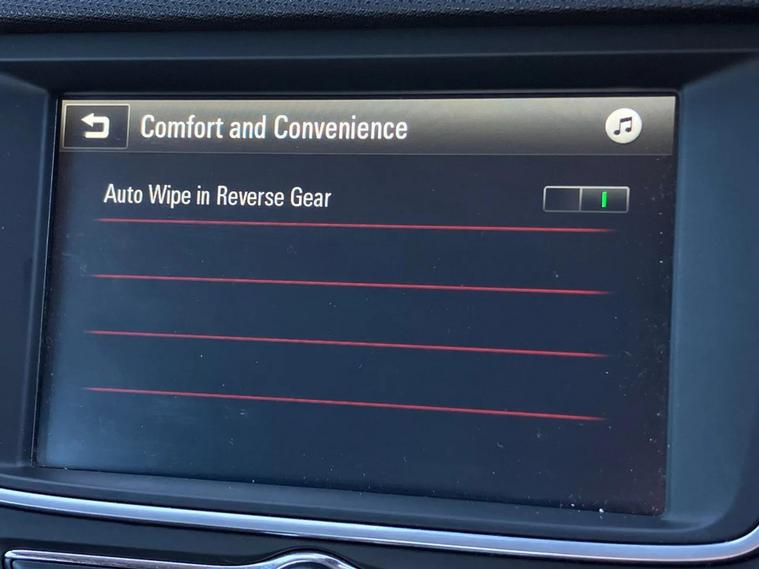 Comfort and Convenience
Auto Wipe in Reverse Gear